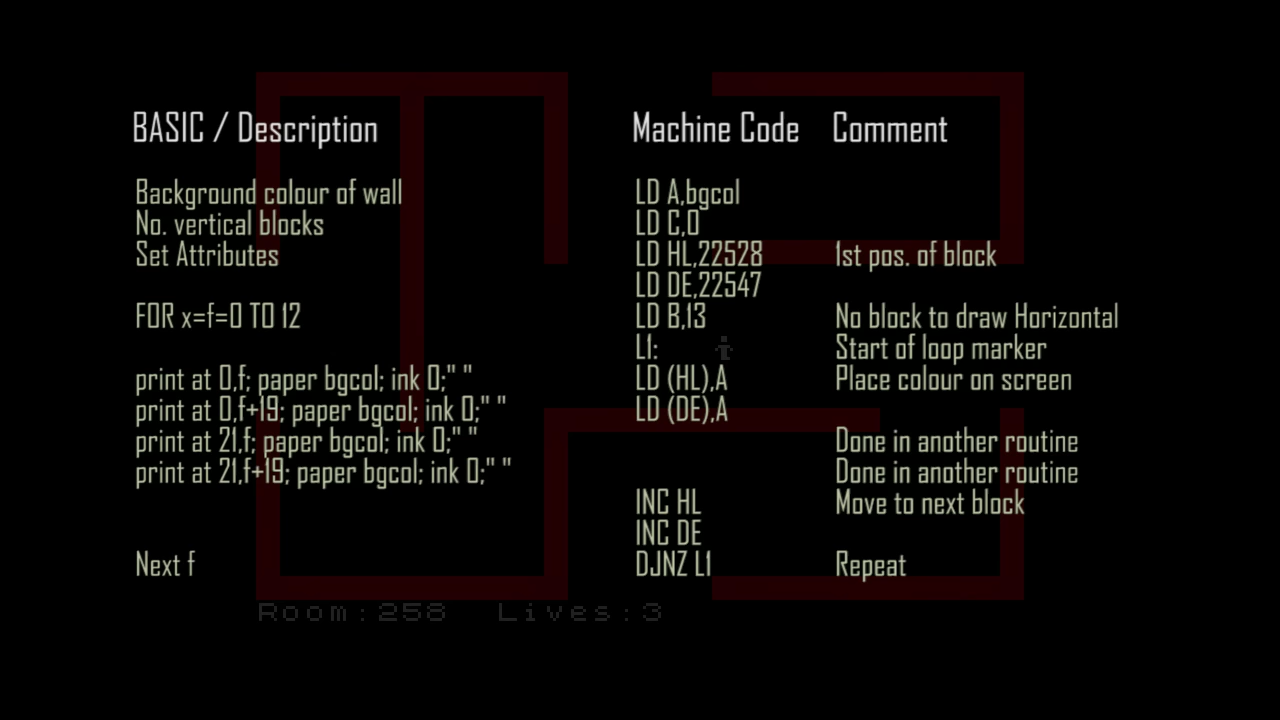 BASIC / Description Machine Code Comment
Background colour of wall LD A,bgcol
No. vertical blocks LD C,0
Set Attributes LD HL,22528 1st pos. of block
LD DE,22547
FOR x=f=0 TO 12 LD B,13 No block to draw Horizontal
L1: Start of loop marker
print at 0,f; paper bgcol; ink 0;" " LD (HL),A Place colour on screen
print at 0,f+19; paper bgcol; ink 0;" " LD (DE),A
print at 21,f; paper bgcol; ink 0;" " Done in another routine
print at 21,f+19; paper bgcol; ink 0;" " Done in another routine
INC HL Move to next block
INC DE
Next f DJNZ L1 Repeat
Room:258 Lives:3